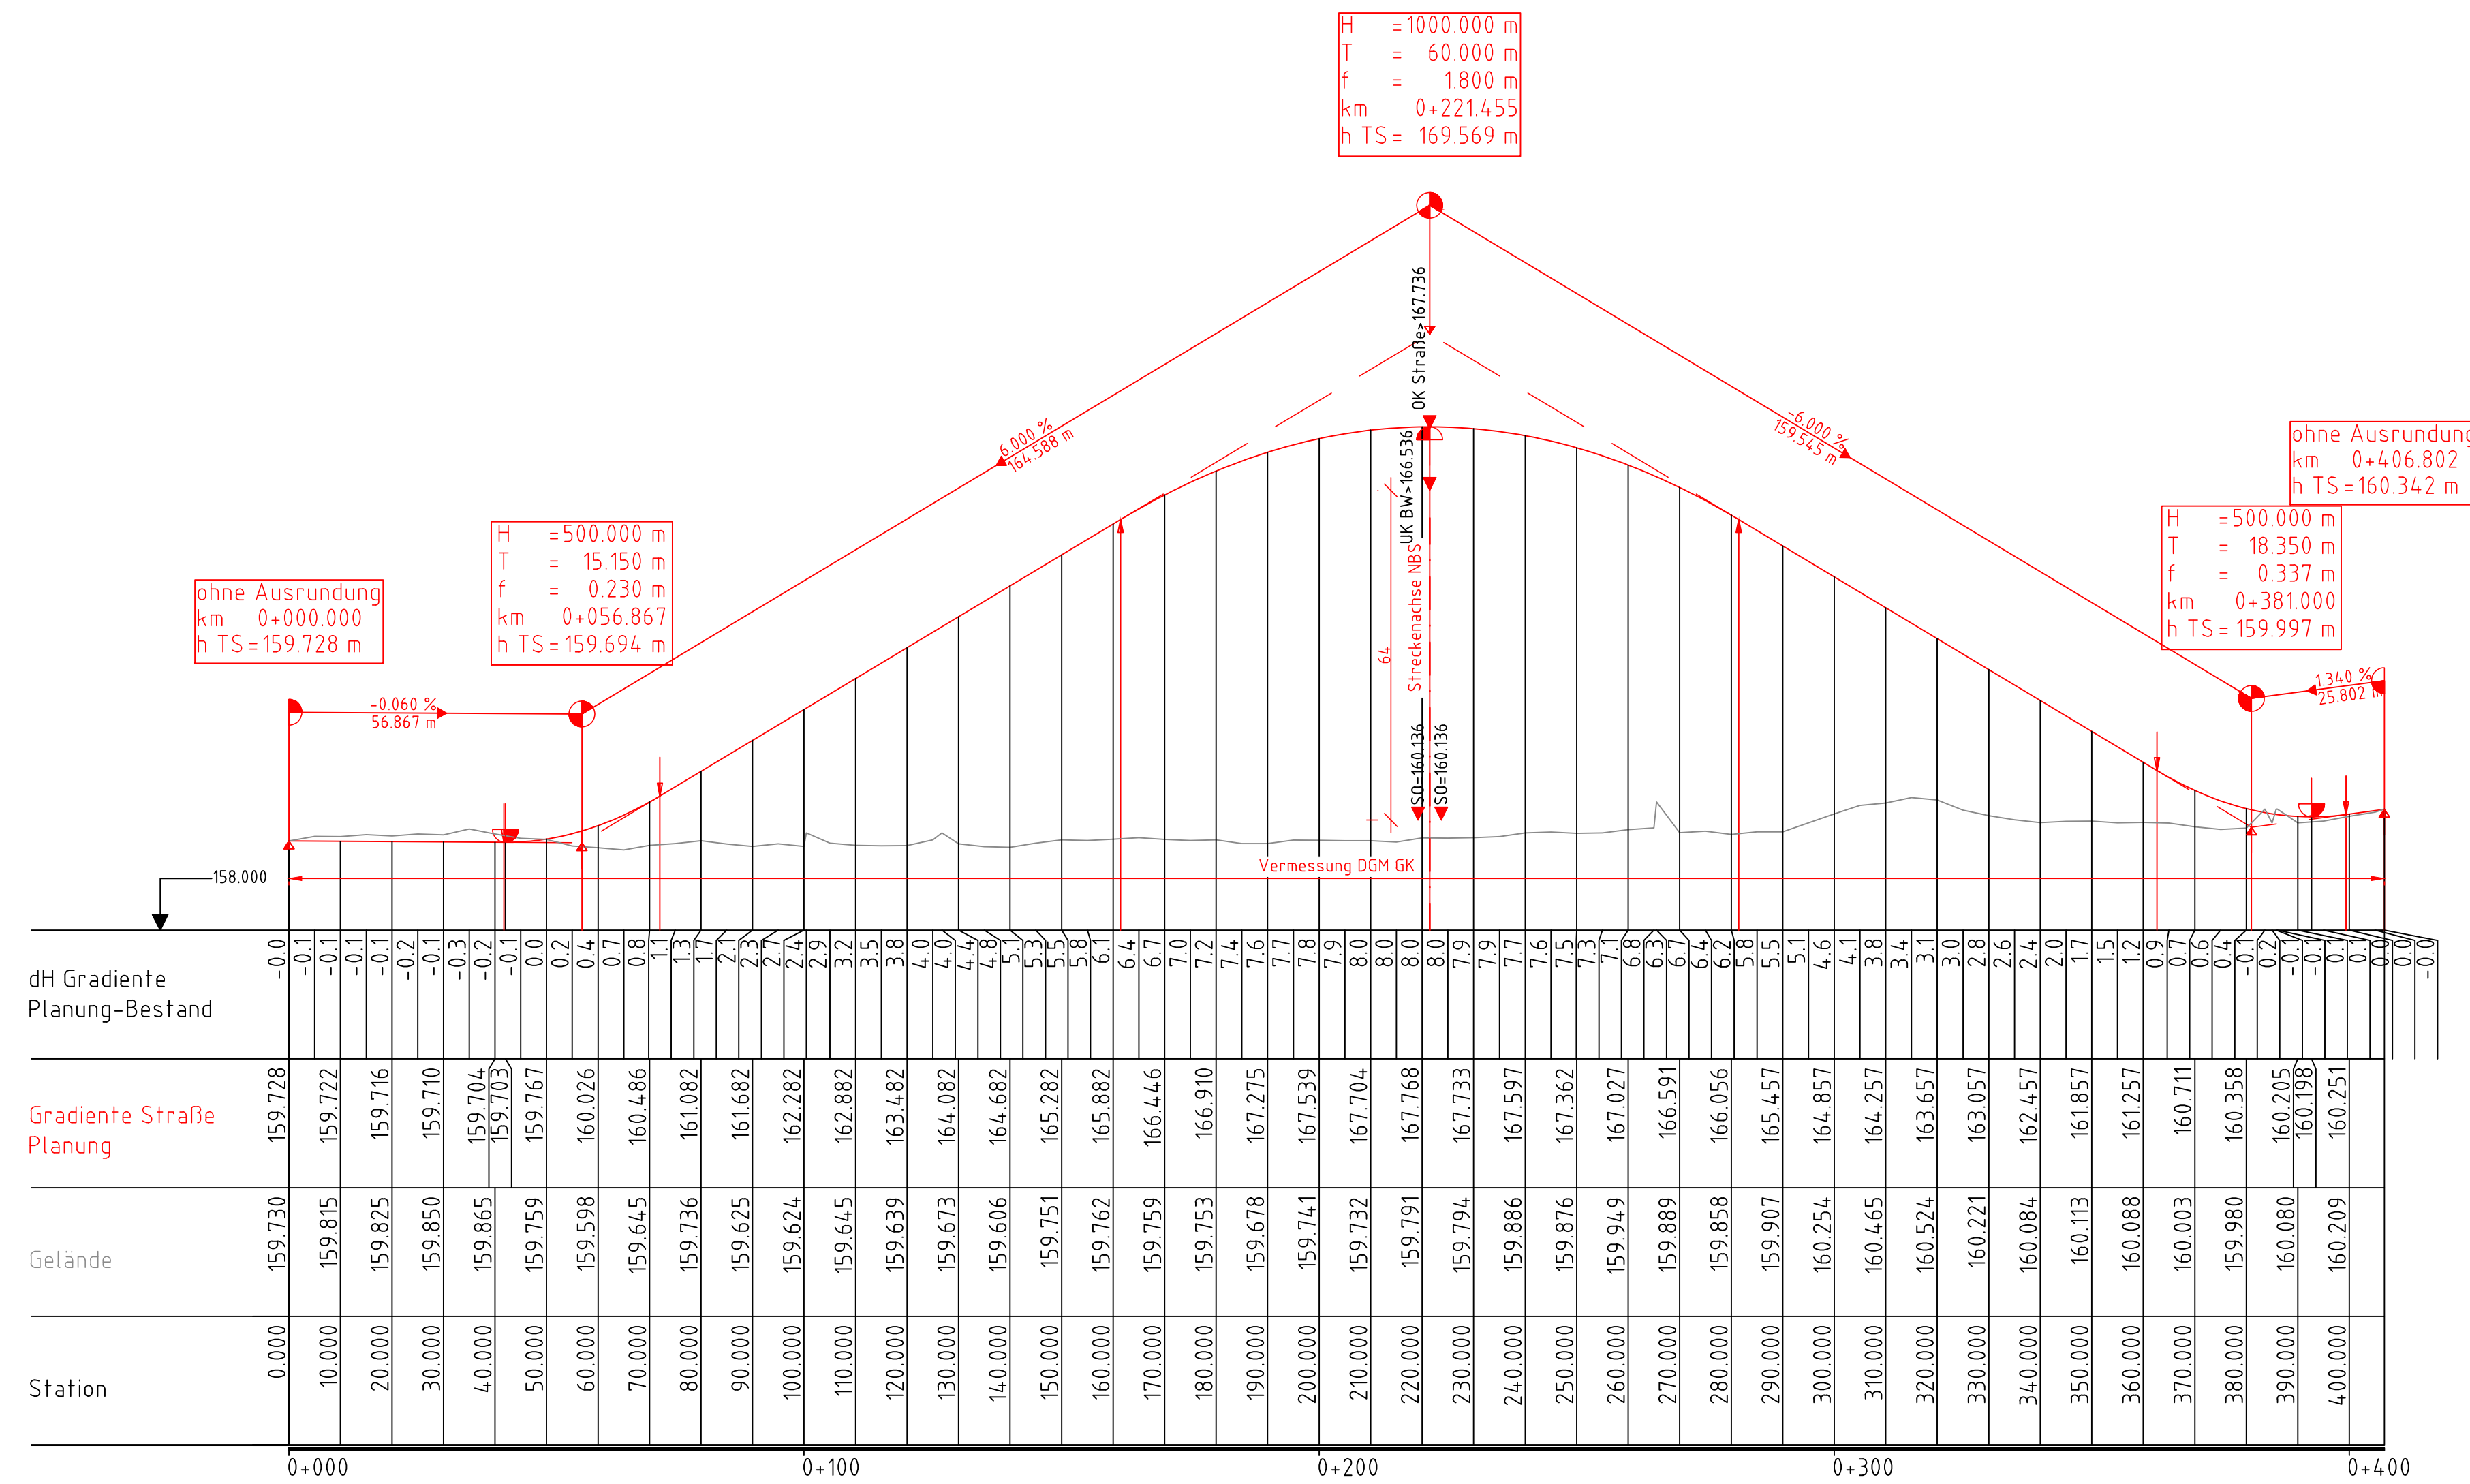 H =1000.000 m
T = 60.000 m
f = 1.800 m
km 0+221.455
h TS= 169.569 m
OK Straße>167.736
UK BW>166.536
6.000 %
164.588 m
-6.000 %
159.545 m
ohne Ausrundung
km 0+406.802
h TS=160.342 m
H =500.000 m
T = 15.150 m
f = 0.230 m
km 0+056.867
h TS=159.694 m
H =500.000 m
T = 18.350 m
f = 0.337 m
km 0+381.000
h TS=159.997 m
ohne Ausrundung
km 0+000.000
h TS=159.728 m
-0.060 %
56.867 m
1.340 %
25.802 m
64
Streckenachse NBS
SO=160.136
SO=160.136
Vermessung DGM GK
158.000
dH Gradiente
Planung-Bestand
-0.0 -0.1 -0.1 -0.1 -0.1 -0.2 -0.1 -0.3 -0.2 -0.1 0.0 0.2 0.4 0.7 0.8 1.1 1.3 1.7 2.1 2.3 2.7 2.4 2.9 3.2 3.5 3.8 4.0 4.0 4.4 4.8 5.1 5.3 5.5 5.8 6.1 6.4 6.7 7.0 7.2 7.4 7.6 7.7 7.8 7.9 8.0 8.0 8.0 8.0 7.9 7.9 7.7 7.6 7.5 7.3 7.1 6.8 6.3 6.7 6.4 6.2 5.8 5.5 5.1 4.6 4.1 3.8 3.4 3.1 3.0 2.8 2.6 2.4 2.0 1.7 1.5 1.2 0.9 0.7 0.6 0.4 -0.1 0.2 -0.1 -0.1 0.1 0.1 0.0 0.0 -0.0
Gradiente Straße
Planung
159.728 159.722 159.716 159.710 159.704 159.703 159.767 160.026 160.486 161.082 161.682 162.282 162.882 163.482 164.082 164.682 165.282 165.882 166.446 166.910 167.275 167.539 167.704 167.768 167.733 167.597 167.362 167.027 166.591 166.056 165.457 164.857 164.257 163.657 163.057 162.457 161.857 161.257 160.711 160.358 160.205 160.198 160.251
Gelände
159.730 159.815 159.825 159.850 159.865 159.759 159.598 159.645 159.736 159.625 159.624 159.645 159.639 159.673 159.606 159.751 159.762 159.759 159.753 159.678 159.741 159.732 159.791 159.794 159.886 159.876 159.949 159.889 159.858 159.907 160.254 160.465 160.524 160.221 160.084 160.113 160.088 160.003 159.980 160.080 160.209
Station
0.000 10.000 20.000 30.000 40.000 50.000 60.000 70.000 80.000 90.000 100.000 110.000 120.000 130.000 140.000 150.000 160.000 170.000 180.000 190.000 200.000 210.000 220.000 230.000 240.000 250.000 260.000 270.000 280.000 290.000 300.000 310.000 320.000 330.000 340.000 350.000 360.000 370.000 380.000 390.000 400.000
0+000 0+100 0+200 0+300 0+400